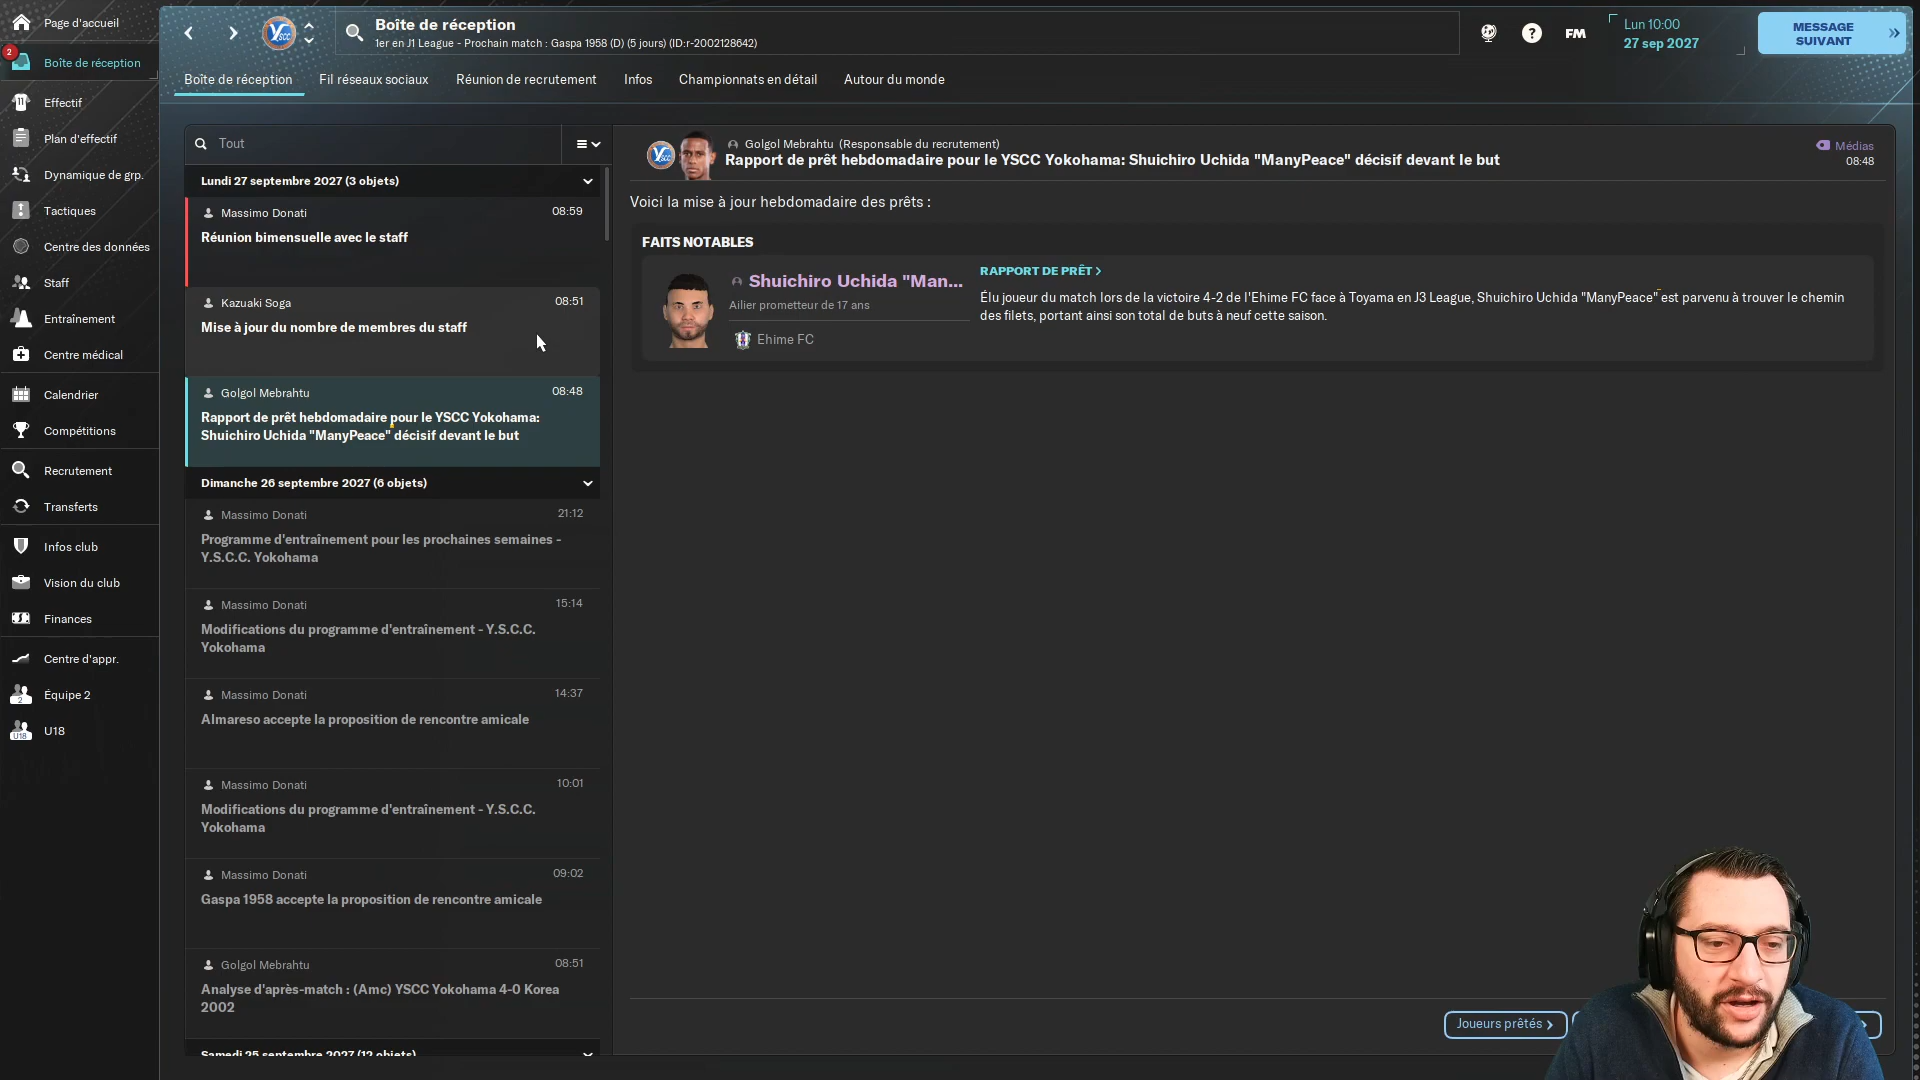 Page d'accueil
2
Boîte de réception
Effectif
Plan d'effectif
Dynamique de grp.
Tactiques
Centre des données
Staff
Entraînement
Centre médical
Calendrier
Compétitions
Recrutement
Transferts
Infos club
Vision du club
Finances
Centre d'appr.
Équipe 2
U18
Boîte de réception
1er en J1 League - Prochain match : Gaspa 1958 (D) (5 jours) (ID:r-2002128642)
FM
Lun 10:00
27 sep 2027
MESSAGE
SUIVANT
Boîte de réception
Fil réseaux sociaux
Réunion de recrutement
Infos
Championnats en détail
Autour du monde
Tout
Lundi 27 septembre 2027 (3 objets)
Massimo Donati 08:59
Réunion bimensuelle avec le staff
Kazuaki Soga 08:51
Mise à jour du nombre de membres du staff
Golgol Mebrahtu 08:48
Rapport de prêt hebdomadaire pour le YSCC Yokohama:
Shuichiro Uchida "ManyPeace" décisif devant le but
Dimanche 26 septembre 2027 (6 objets)
Massimo Donati 21:12
Programme d'entraînement pour les prochaines semaines -
Y.S.C.C. Yokohama
Massimo Donati 15:14
Modifications du programme d'entraînement - Y.S.C.C.
Yokohama
Massimo Donati 14:37
Almareso accepte la proposition de rencontre amicale
Massimo Donati 10:01
Modifications du programme d'entraînement - Y.S.C.C.
Yokohama
Massimo Donati 09:02
Gaspa 1958 accepte la proposition de rencontre amicale
Golgol Mebrahtu 08:51
Analyse d'après-match : (Amc) YSCC Yokohama 4-0 Korea
2002
Samedi 25 septembre 2027 (12 objets)
Golgol Mebrahtu (Responsable du recrutement)
Rapport de prêt hebdomadaire pour le YSCC Yokohama: Shuichiro Uchida "ManyPeace" décisif devant le but
Médias
08:48
Voici la mise à jour hebdomadaire des prêts :
FAITS NOTABLES
Shuichiro Uchida "Man...
Ailier prometteur de 17 ans
Ehime FC
RAPPORT DE PRÊT
Élu joueur du match lors de la victoire 4-2 de l'Ehime FC face à Toyama en J3 League, Shuichiro Uchida "ManyPeace" est parvenu à trouver le chemin
des filets, portant ainsi son total de buts à neuf cette saison.
Joueurs prêtés